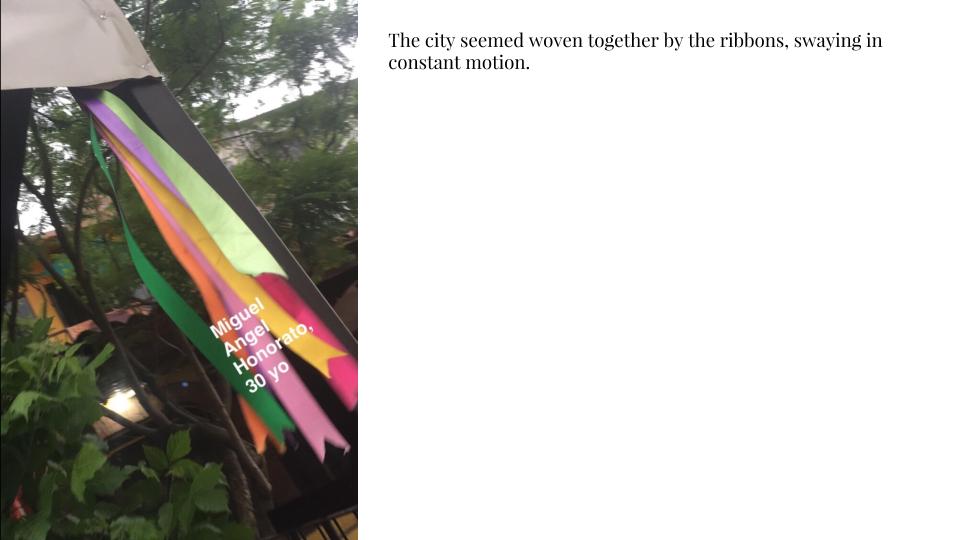 The city seemed woven together by the ribbons, swaying in
constant motion.
Miguel
Angel
Honorato,
30 yo